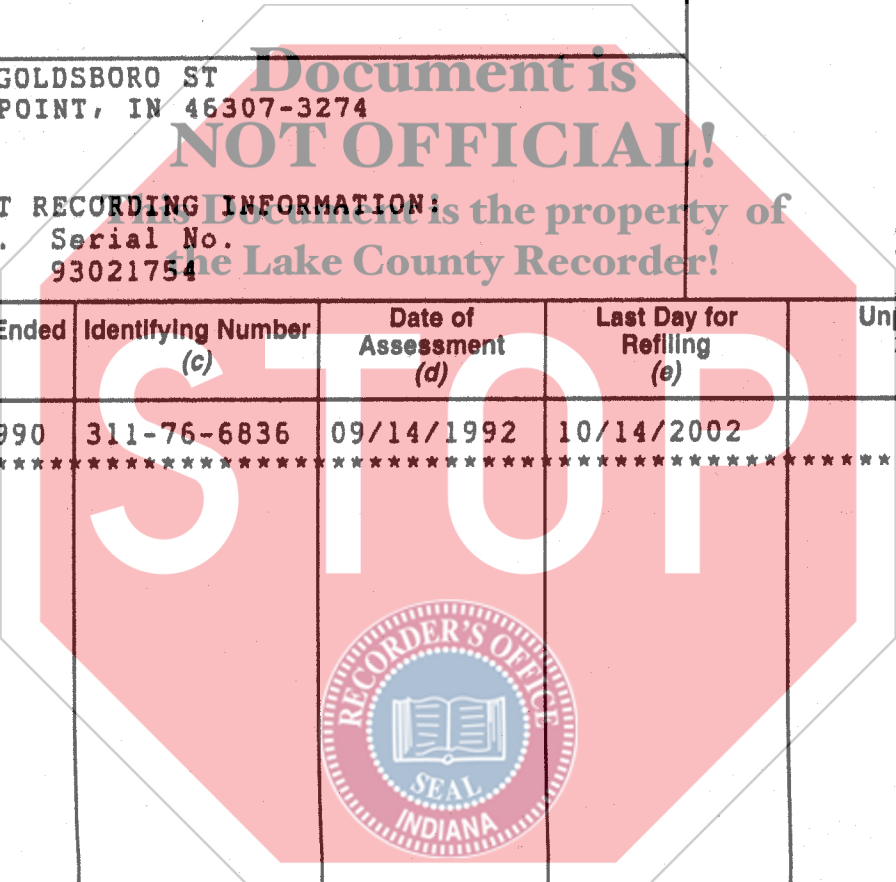 GOLDSBORO ST
POINT, IN 46307-3274
Document is
NOT OFFICIAL!
This Document is the property of
the Lake County Recorder!
T RECORDING INFORMATION:
. Serial No.
93021754
Ended
Identifying Number
(c)
Date of
Assessment
(d)
Last Day for
Refiling
(e)
Unp
990 311-76-6836 09/14/1992 10/14/2002
STOP
RECORDER'S OFFICE
SEAL
INDIANA